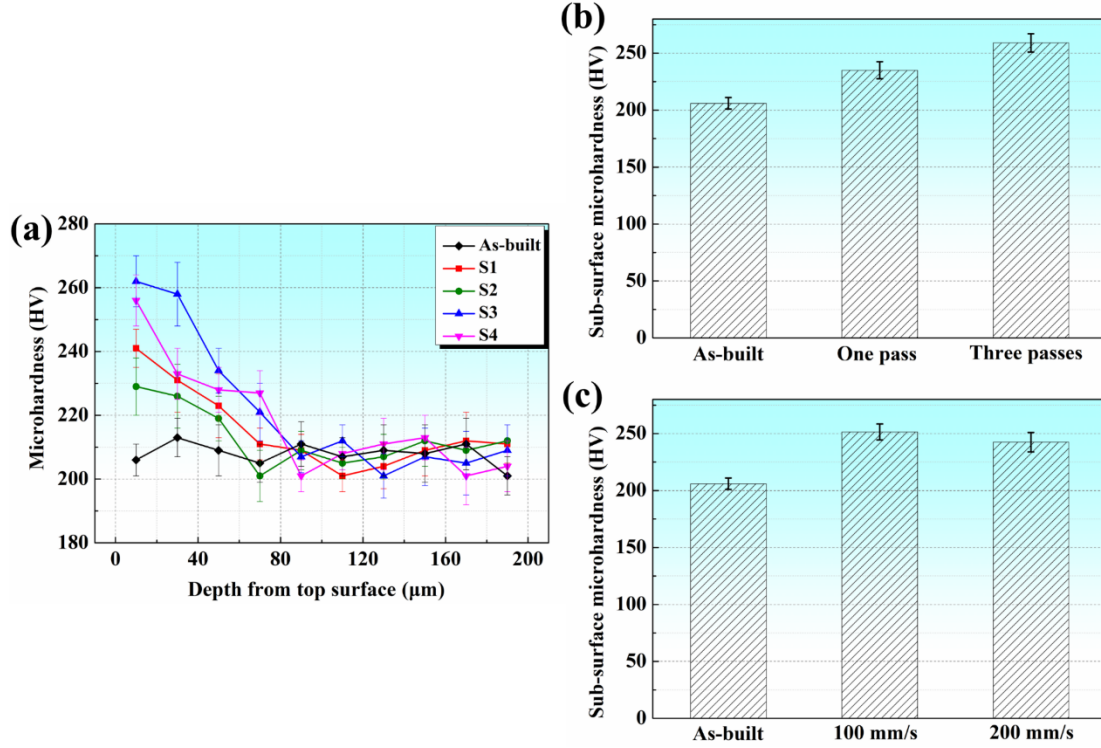 (a)
280
260
240
220
200
180
Microhardness (HV)
0 40 80 120 160 200
Depth from top surface (μm)
As-built
S1
S2
S3
S4
(b)
250
200
150
100
50
0
Sub-surface microhardness (HV)
As-built One pass Three passes
(c)
250
200
150
100
50
0
Sub-surface microhardness (HV)
As-built 100 mm/s 200 mm/s